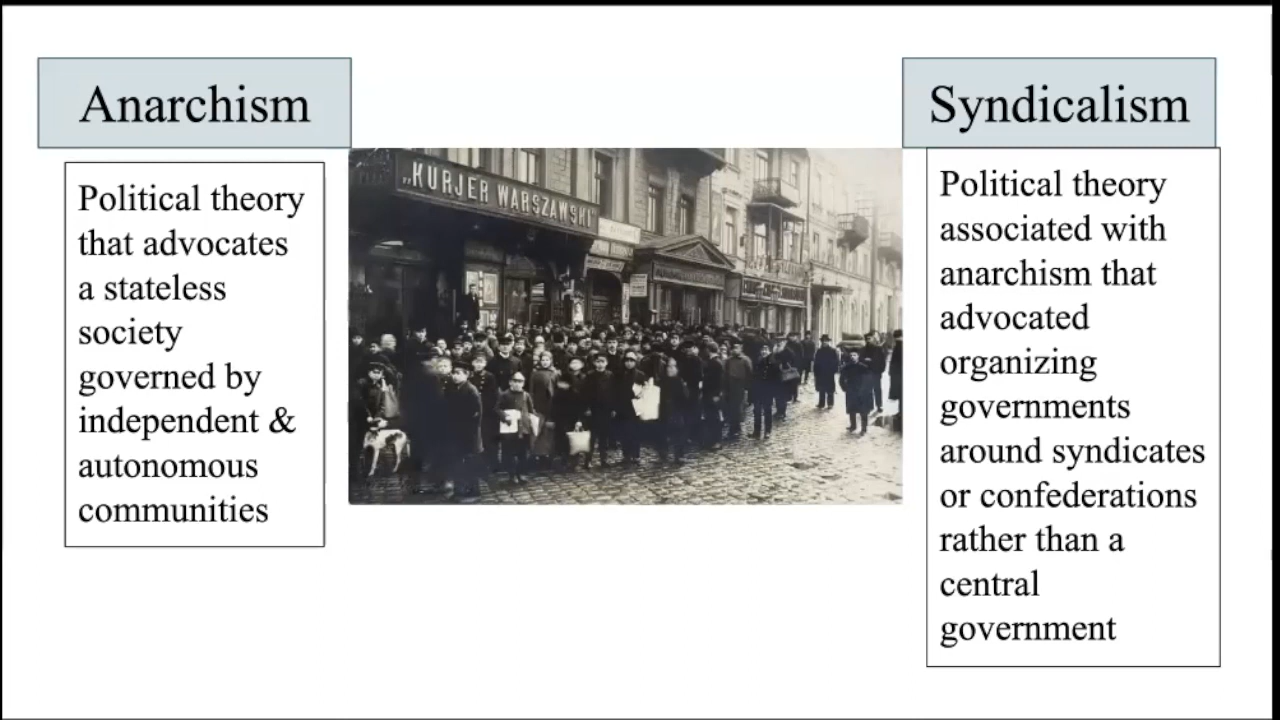 Anarchism
Political theory
that advocates
a stateless
society
governed by
independent &
autonomous
communities
„KURJER WARSZAWSKI"
Syndicalism
Political theory
associated with
anarchism that
advocated
organizing
governments
around syndicates
or confederations
rather than a
central
government